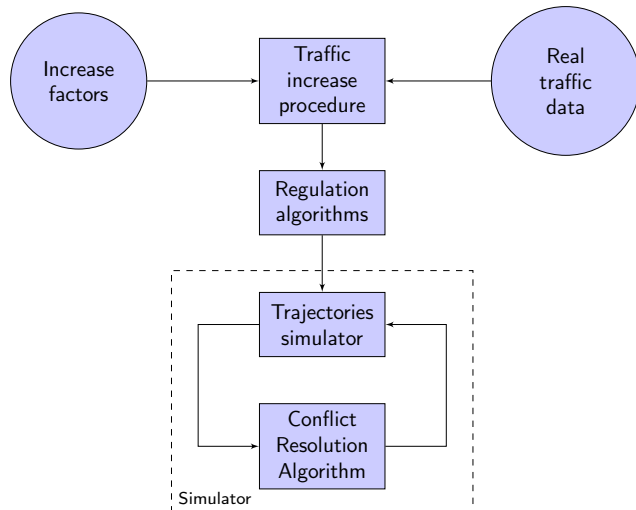 Increase
factors
Traffic
increase
procedure
Real
traffic
data
Regulation
algorithms
Trajectories
simulator
Conflict
Resolution
Algorithm
Simulator